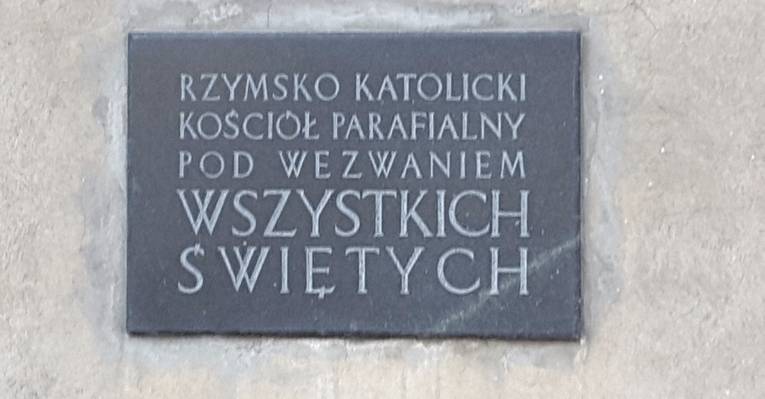 RZYMSKO KATOLICKI
KOŚCIÓŁ PARAFIALNY
POD WEZWANIEM
WSZYSTKICH
ŚWIĘTYCH